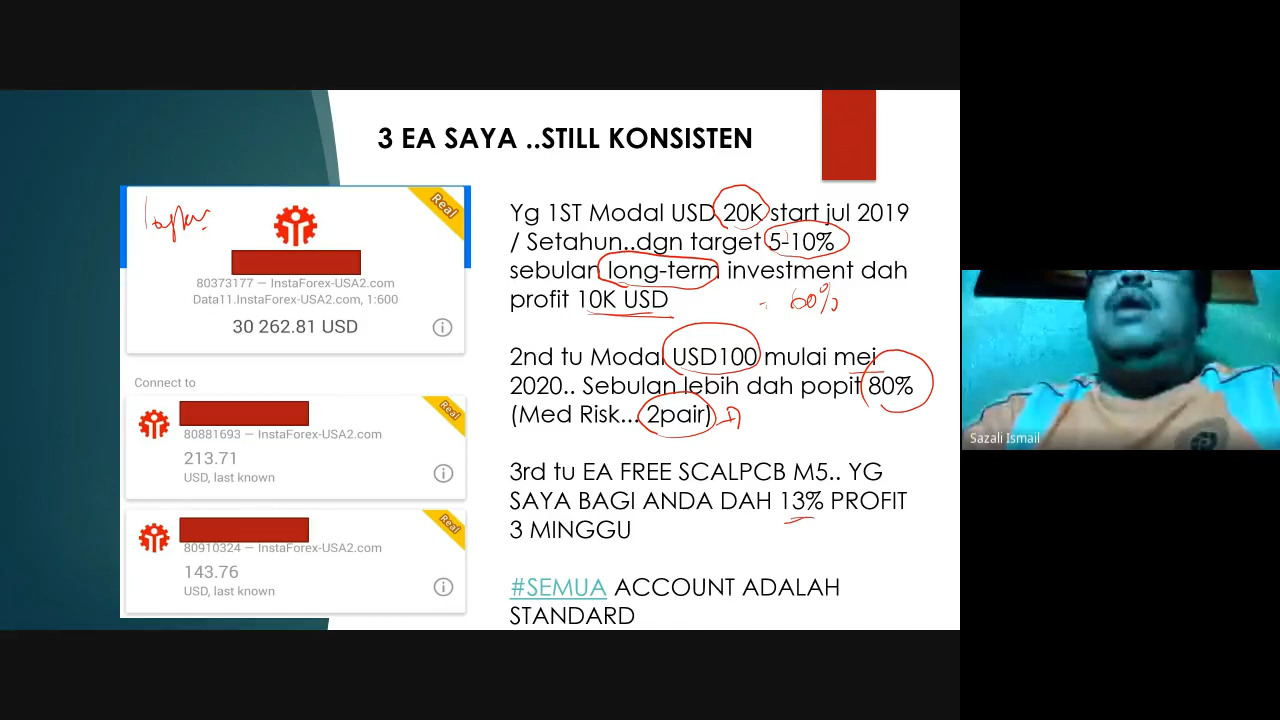 3 EA SAYA ..STILL KONSISTEN
Real
80373177 — InstaForex-USA2.com
Data11.InstaForex-USA2.com, 1:600
30 262.81 USD
Connect to
Real
80881693 — InstaForex-USA2.com
213.71
USD, last known
Real
80910324 — InstaForex-USA2.com
143.76
USD, last known
Yg 1ST Modal USD 20K start jul 2019
/ Setahun..dgn target 5-10%
sebulan long-term investment dah
profit 10K USD
60%
2nd tu Modal USD100 mulai mei
2020.. Sebulan lebih dah popit 80%
(Med Risk... 2pair)
3rd tu EA FREE SCALPCB M5.. YG
SAYA BAGI ANDA DAH 13% PROFIT
3 MINGGU
#SEMUA ACCOUNT ADALAH
STANDARD
Sazali Ismail